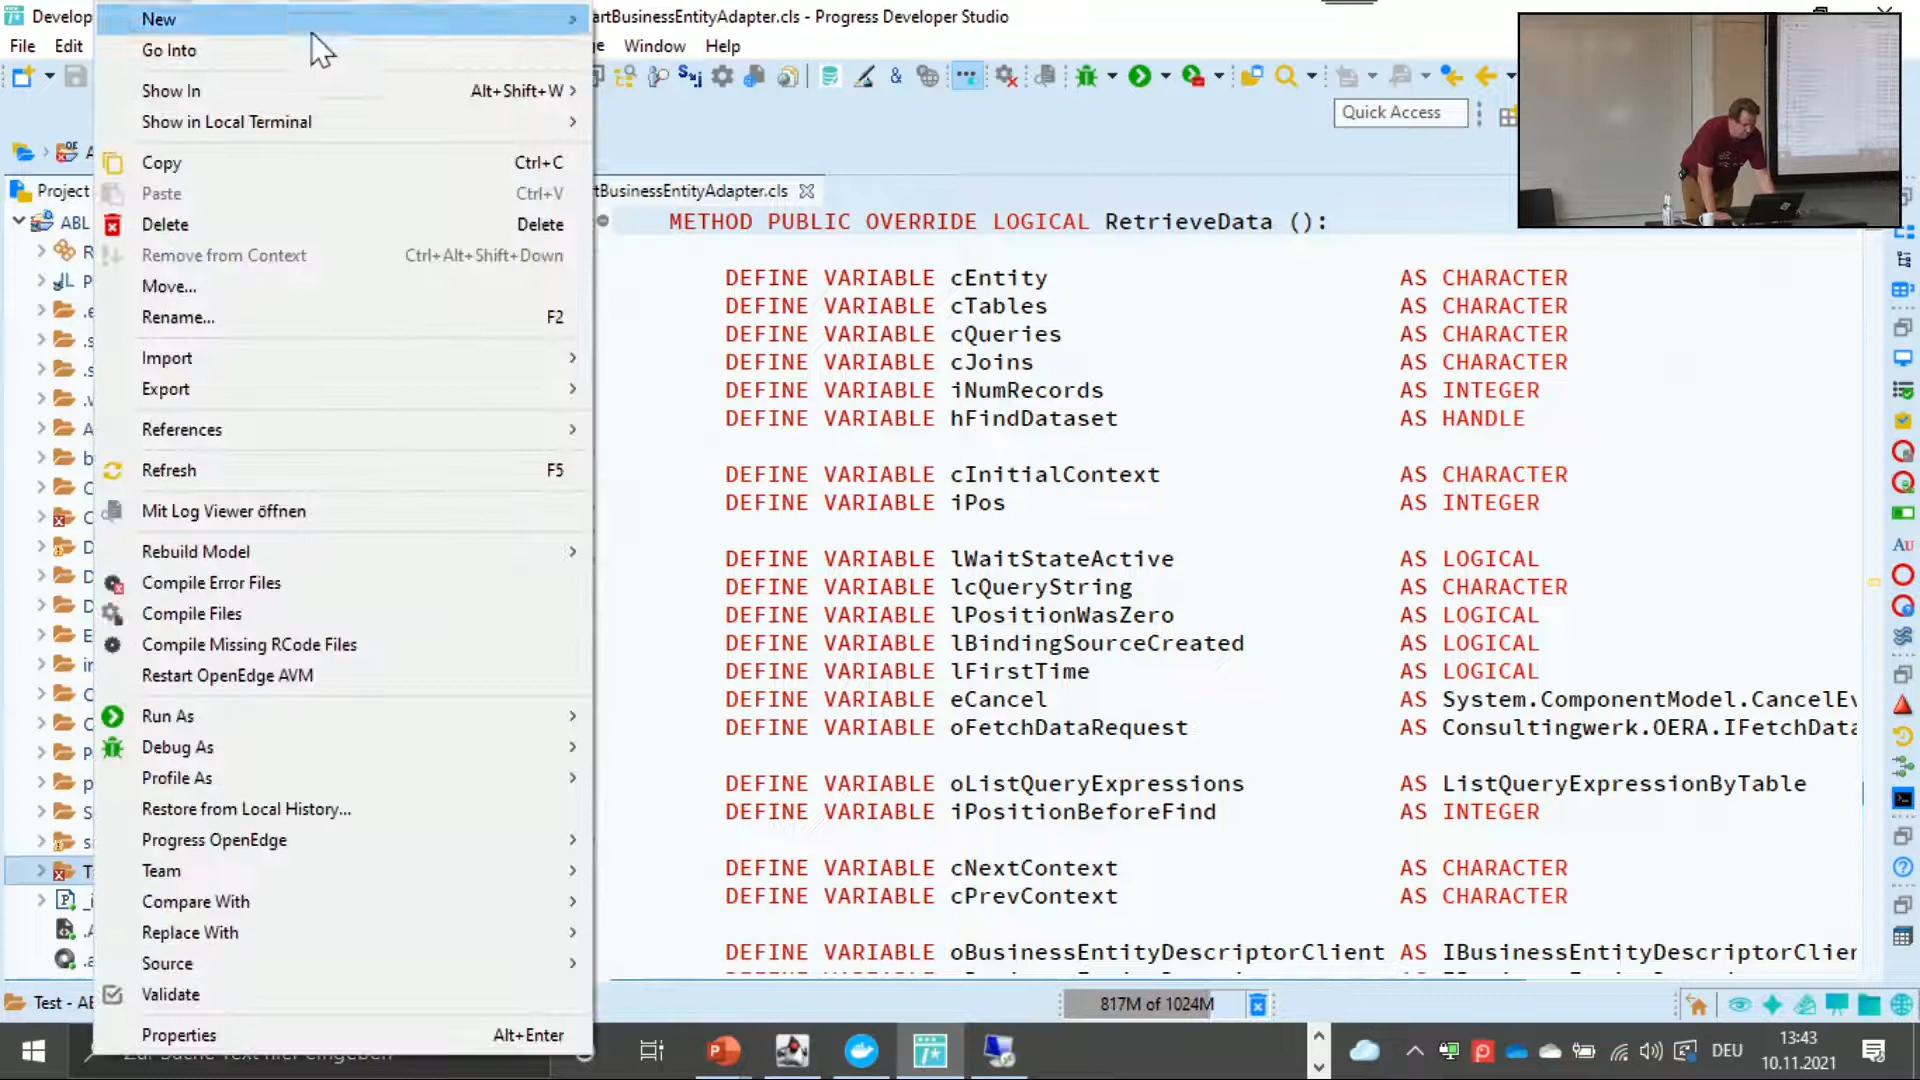 Develop
artBusinessEntityAdapter.cls - Progress Developer Studio
File Edit
e Window Help
Quick Access
New
Go Into
Show In Alt+Shift+W
Show in Local Terminal
Copy Ctrl+C
Paste Ctrl+V
Delete Delete
Remove from Context Ctrl+Alt+Shift+Down
Move...
Rename... F2
Import
Export
References
Refresh F5
Mit Log Viewer öffnen
Rebuild Model
Compile Error Files
Compile Files
Compile Missing RCode Files
Restart OpenEdge AVM
Run As
Debug As
Profile As
Restore from Local History...
Progress OpenEdge
Team
Compare With
Replace With
Source
Validate
Properties Alt+Enter
Project
ABL
tBusinessEntityAdapter.cls
METHOD PUBLIC OVERRIDE LOGICAL RetrieveData ():
DEFINE VARIABLE cEntity AS CHARACTER
DEFINE VARIABLE cTables AS CHARACTER
DEFINE VARIABLE cQueries AS CHARACTER
DEFINE VARIABLE cJoins AS CHARACTER
DEFINE VARIABLE iNumRecords AS INTEGER
DEFINE VARIABLE hFindDataset AS HANDLE
DEFINE VARIABLE cInitialContext AS CHARACTER
DEFINE VARIABLE iPos AS INTEGER
DEFINE VARIABLE lWaitStateActive AS LOGICAL
DEFINE VARIABLE lcQueryString AS CHARACTER
DEFINE VARIABLE lPositionWasZero AS LOGICAL
DEFINE VARIABLE lBindingSourceCreated AS LOGICAL
DEFINE VARIABLE lFirstTime AS LOGICAL
DEFINE VARIABLE eCancel AS System.ComponentModel.CancelEv
DEFINE VARIABLE oFetchDataRequest AS Consultingwerk.OERA.IFetchData
DEFINE VARIABLE oListQueryExpressions AS ListQueryExpressionByTable
DEFINE VARIABLE iPositionBeforeFind AS INTEGER
DEFINE VARIABLE cNextContext AS CHARACTER
DEFINE VARIABLE cPrevContext AS CHARACTER
DEFINE VARIABLE oBusinessEntityDescriptorClient AS IBusinessEntityDescriptorClien
Test - AB
817M of 1024M
Zur Suche Text hier eingeben
DEU
13:43
10.11.2021